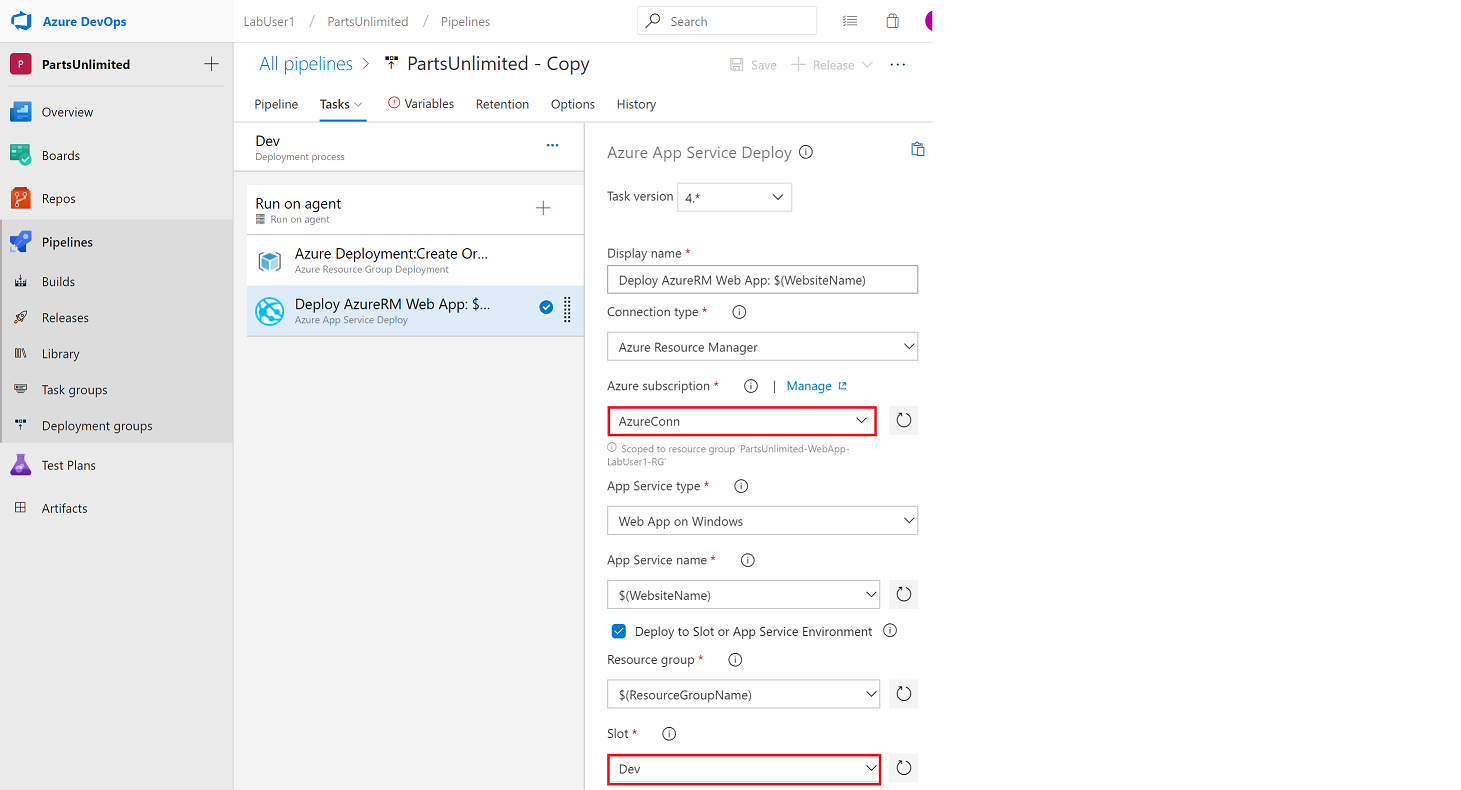 Azure DevOps
LabUser1 / PartsUnlimited / Pipelines
Search
P PartsUnlimited
All pipelines > PartsUnlimited - Copy
Save
Release
...
Pipeline
Tasks
Variables
Retention
Options
History
Overview
Boards
Repos
Pipelines
Builds
Releases
Library
Task groups
Deployment groups
Test Plans
Artifacts
Dev
Deployment process
Run on agent
Run on agent
Azure Deployment:Create Or...
Azure Resource Group Deployment
Deploy AzureRM Web App: $...
Azure App Service Deploy
Azure App Service Deploy
Task version 4.*
Display name *
Deploy AzureRM Web App: $(WebsiteName)
Connection type *
Azure Resource Manager
Azure subscription * | Manage
AzureConn
Scoped to resource group 'PartsUnlimited-WebApp-
LabUser1-RG'
App Service type *
Web App on Windows
App Service name *
$(WebsiteName)
Deploy to Slot or App Service Environment
Resource group *
$(ResourceGroupName)
Slot *
Dev